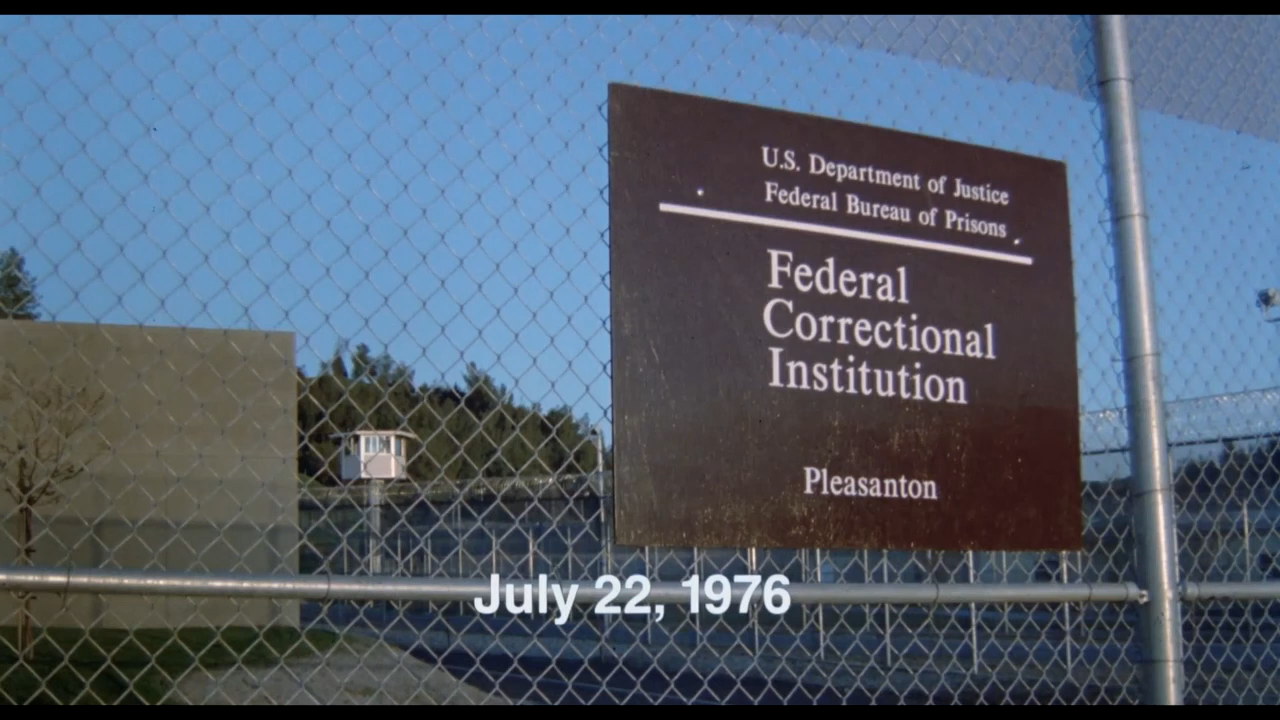 U.S. Department of Justice
Federal Bureau of Prisons
Federal
Correctional
Institution
Pleasanton
July 22, 1976